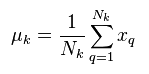 μ_k = \frac{1}{N_k} \sum_{q=1}^{N_k} x_q